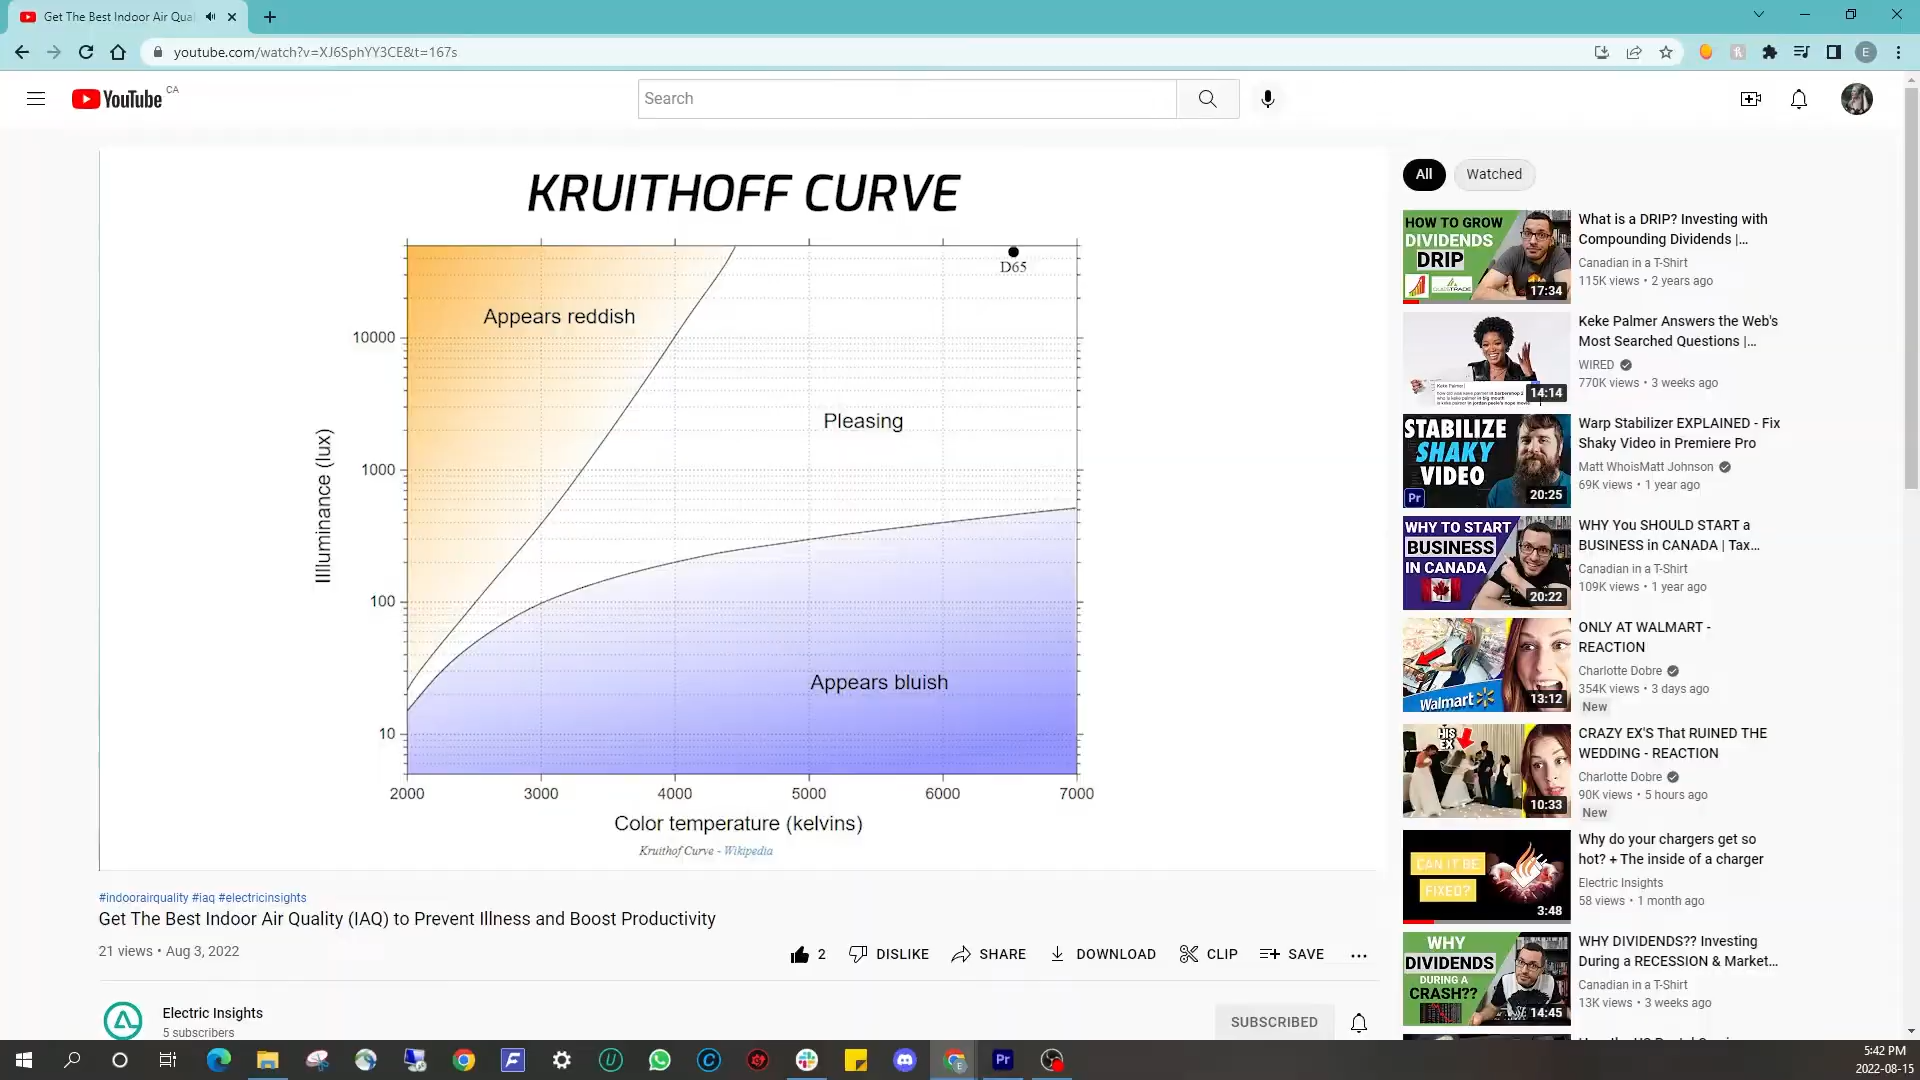 Get The Best Indoor Air Qua
youtube.com/watch?v=XJ6SphYY3CE&t=167s
E
YouTube CA
Search
KRUITHOFF CURVE
D65
Appears reddish
10000
Pleasing
1000
Illluminance (lux)
100
Appears bluish
10
2000 3000 4000 5000 6000 7000
Color temperature (kelvins)
Kruithof Curve - Wikipedia
#indoorairquality #iaq #electricinsights
Get The Best Indoor Air Quality (IAQ) to Prevent Illness and Boost Productivity
21 views • Aug 3, 2022
2 DISLIKE SHARE DOWNLOAD CLIP SAVE
Electric Insights
5 subscribers
SUBSCRIBED
All Watched
HOW TO GROW
DIVIDENDS
DRIP
17:34
What is a DRIP? Investing with
Compounding Dividends |...
Canadian in a T-Shirt
115K views • 2 years ago
14:14
Keke Palmer Answers the Web's
Most Searched Questions |...
WIRED
770K views • 3 weeks ago
STABILIZE
SHAKY
VIDEO
Pr
20:25
Warp Stabilizer EXPLAINED - Fix
Shaky Video in Premiere Pro
Matt WhoisMatt Johnson
69K views • 1 year ago
WHY TO START
BUSINESS
IN CANADA
20:22
WHY You SHOULD START a
BUSINESS in CANADA | Tax...
Canadian in a T-Shirt
109K views • 1 year ago
Walmart
13:12
ONLY AT WALMART -
REACTION
Charlotte Dobre
354K views • 3 days ago
New
HIS
EX
10:33
CRAZY EX'S That RUINED THE
WEDDING - REACTION
Charlotte Dobre
90K views • 5 hours ago
New
CAN IT BE
FIXED?
3:48
Why do your chargers get so
hot? + The inside of a charger
Electric Insights
58 views • 1 month ago
WHY
DIVIDENDS
DURING A
CRASH??
14:45
WHY DIVIDENDS?? Investing
During a RECESSION & Market...
Canadian in a T-Shirt
13K views • 3 weeks ago
5:42 PM
2022-08-15